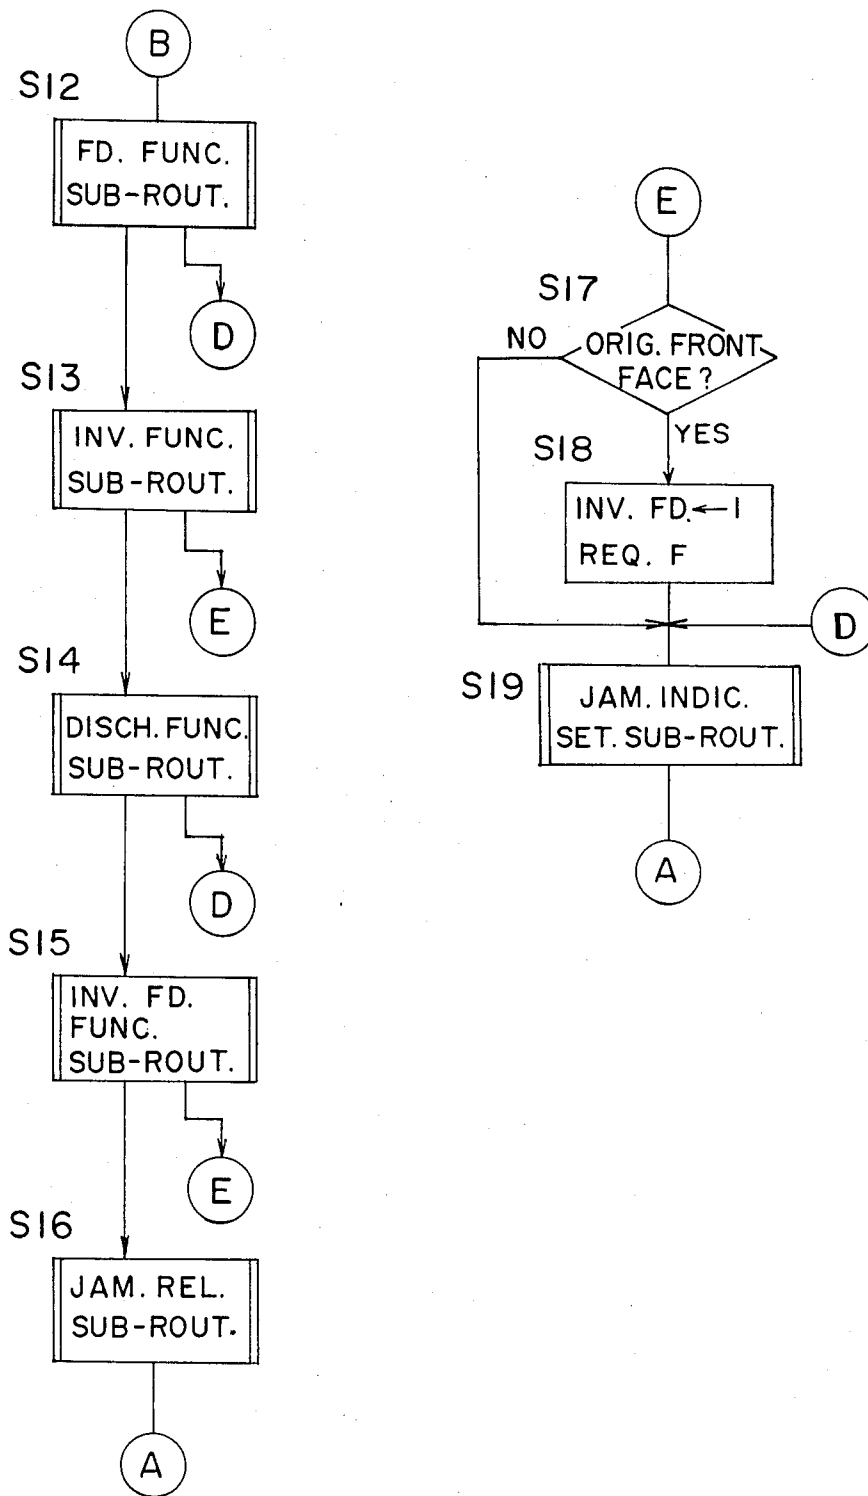 B
S12
FD. FUNC.
SUB-ROUT.
D
S13
INV. FUNC.
SUB-ROUT.
E
S14
DISCH. FUNC.
SUB-ROUT.
D
S15
INV. FD.
FUNC.
SUB-ROUT.
E
S16
JAM. REL.
SUB-ROUT.
A
E
S17
NO
ORIG. FRONT
FACE?
YES
S18
INV. FD.←1
REQ. F
D
S19
JAM. INDIC.
SET. SUB-ROUT.
A